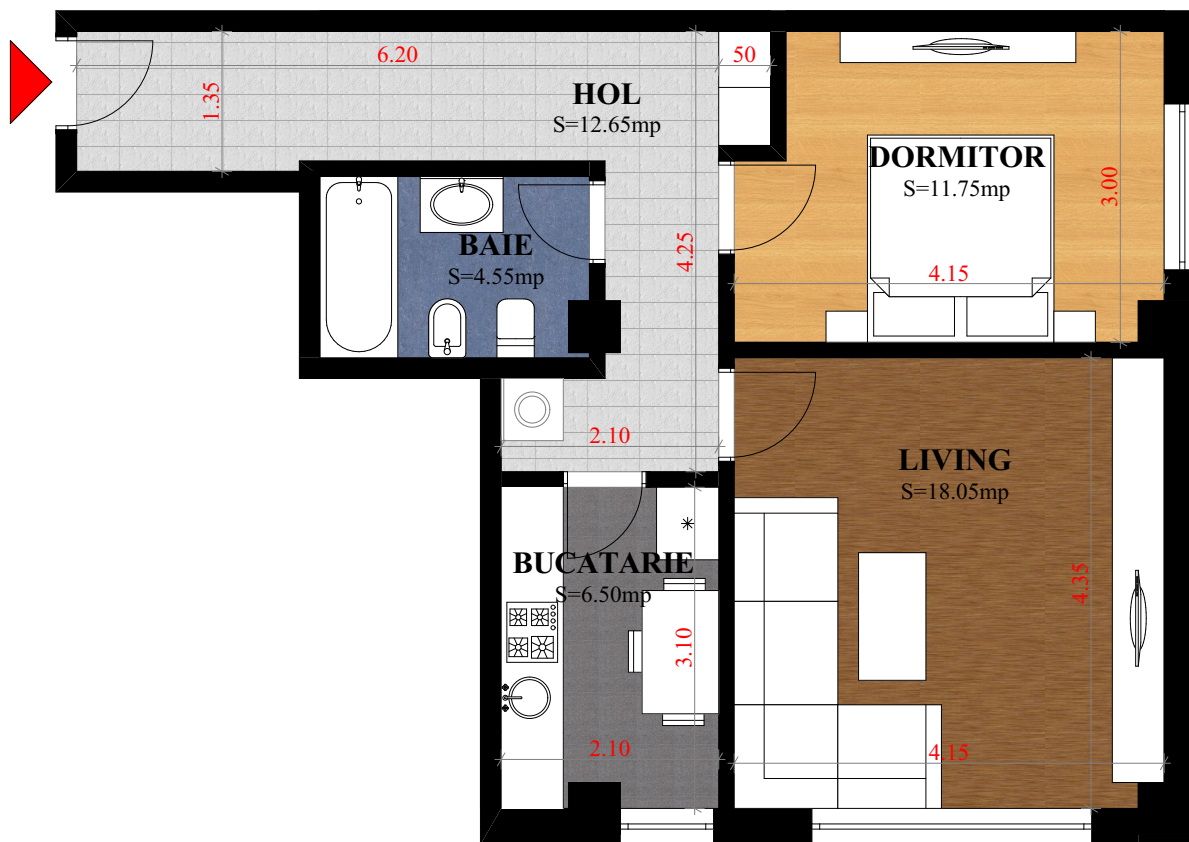 6.20
50
1.35
HOL
S=12.65mp
DORMITOR
S=11.75mp
3.00
4.25
BAIE
S=4.55mp
4.15
2.10
LIVING
S=18.05mp
BUCATARIE
S=6.50mp
4.35
3.10
2.10
4.15